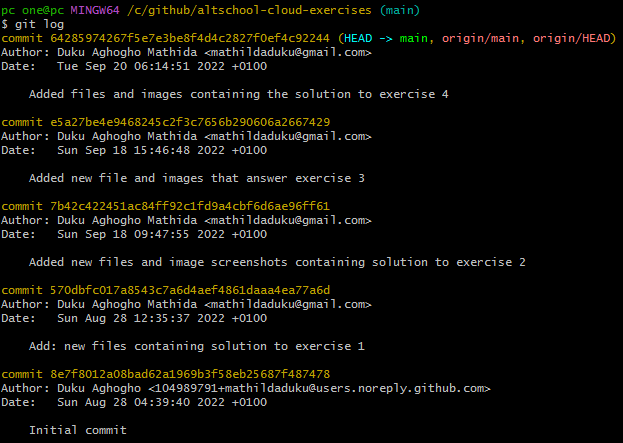 pc one@pc MINGW64 /c/github/altschool-cloud-exercises (main)
$ git log
commit 64285974267f5e7e3be8f4d4c2827f0ef4c92244 (HEAD -> main, origin/main, origin/HEAD)
Author: Duku Aghogho Mathida <mathildaduku@gmail.com>
Date:   Tue Sep 20 06:14:51 2022 +0100

    Added files and images containing the solution to exercise 4

commit e5a27be4e9468245c2f3c7656b290606a2667429
Author: Duku Aghogho Mathida <mathildaduku@gmail.com>
Date:   Sun Sep 18 15:46:48 2022 +0100

    Added new file and images that answer exercise 3

commit 7b42c422451ac84ff92c1fd9a4cbf6d6ae96ff61
Author: Duku Aghogho Mathida <mathildaduku@gmail.com>
Date:   Sun Sep 18 09:47:55 2022 +0100

    Added new files and image screenshots containing solution to exercise 2

commit 570dbfc017a8543c7a6d4aef4861daaa4ea77a6d
Author: Duku Aghogho Mathida <mathildaduku@gmail.com>
Date:   Sun Aug 28 12:35:37 2022 +0100

    Add: new files containing solution to exercise 1

commit 8e7f8012a08bad62a1969b3f58eb25687f487478
Author: Duku Aghogho <104989791+mathildaduku@users.noreply.github.com>
Date:   Sun Aug 28 04:39:40 2022 +0100

    Initial commit